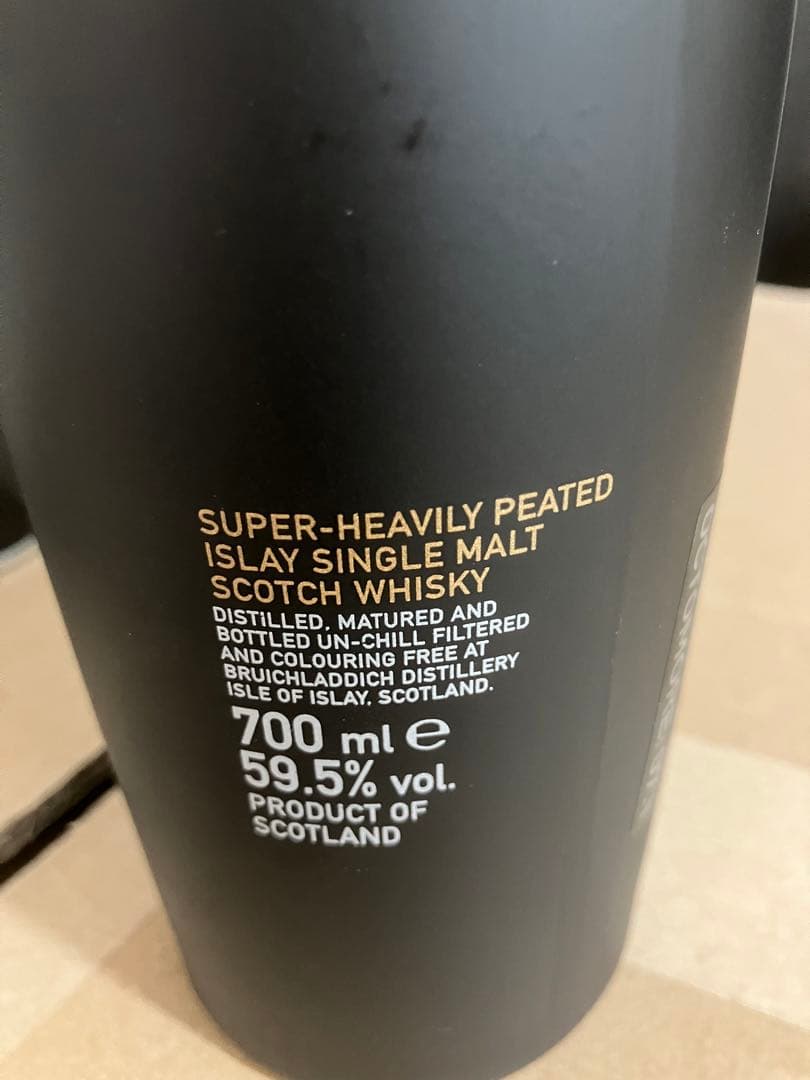 SUPER-HEAVILY PEATED
ISLAY SINGLE MALT
SCOTCH WHISKY
DISTILLED, MATURED AND
BOTTLED UN-CHILL FILTERED
AND COLOURING FREE AT
BRUICHLADDICH DISTILLERY
ISLE OF ISLAY, SCOTLAND.
700 ml e
59.5% vol.
PRODUCT OF
SCOTLAND